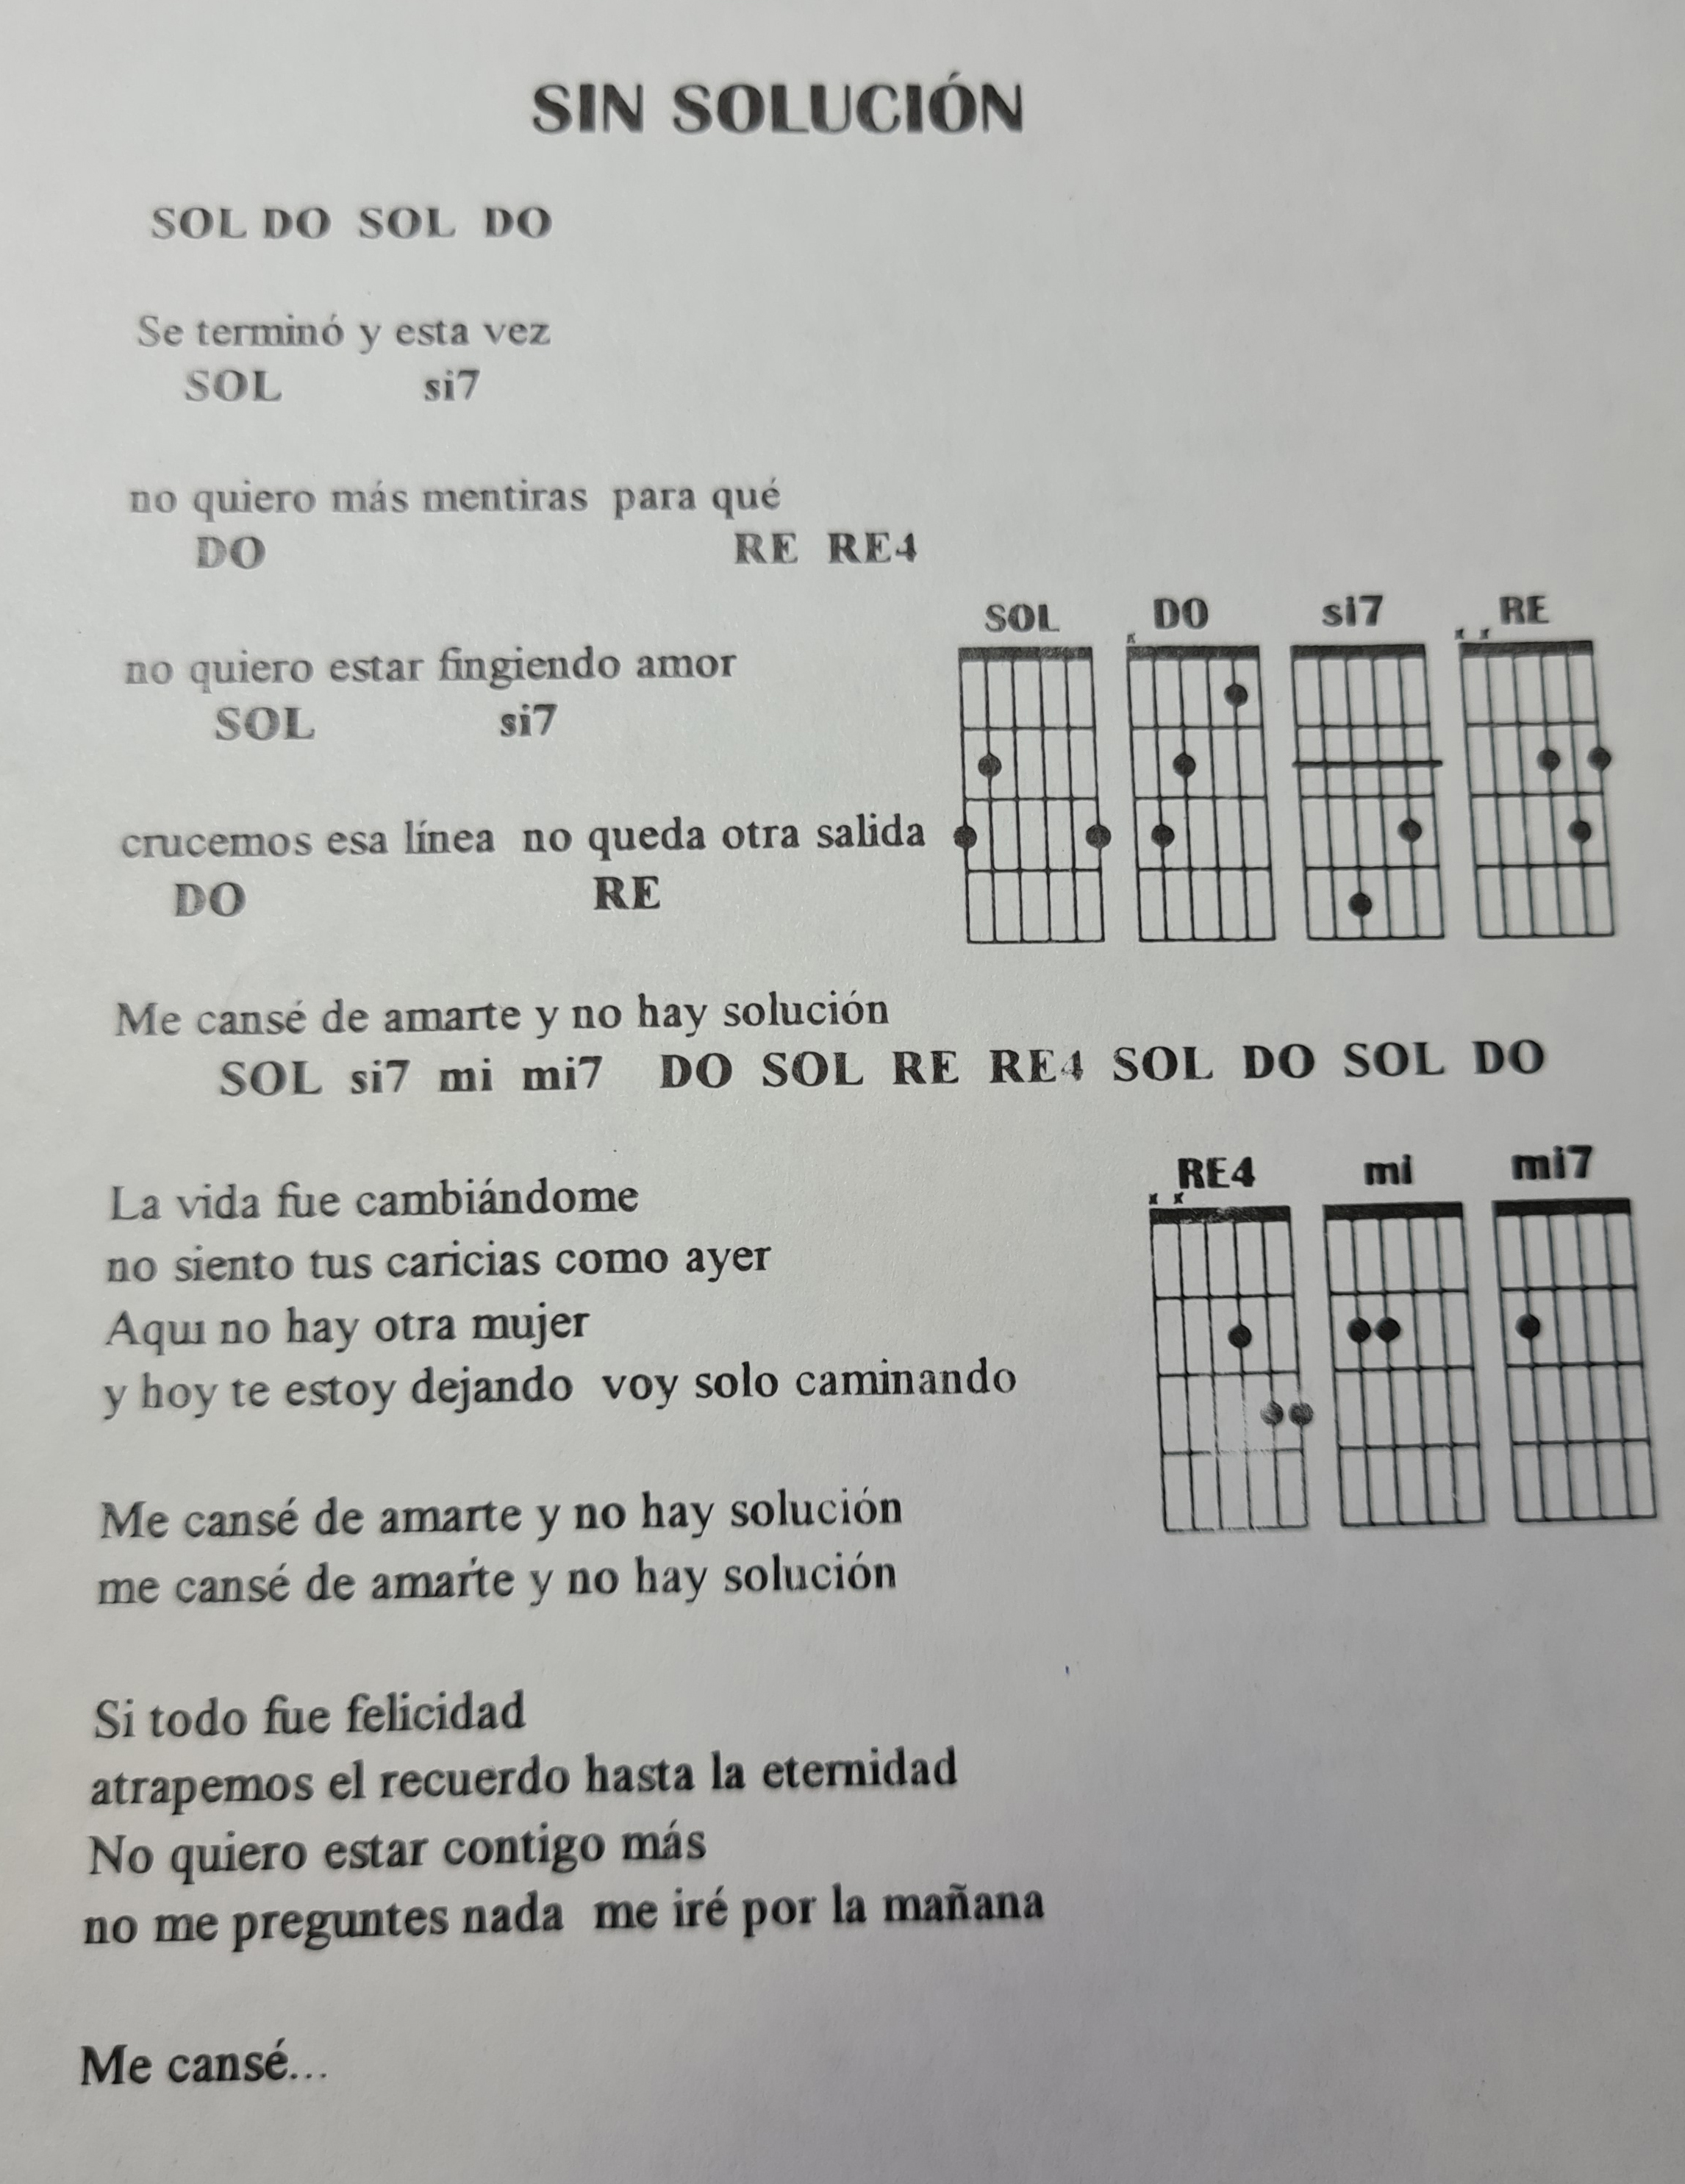 SIN SOLUCIÓN
SOL DO SOL DO
Se terminó y esta vez
SOL si7
no quiero más mentiras para qué
DO RE RE4
no quiero estar fingiendo amor
SOL si7
crucemos esa línea no queda otra salida
DO RE
SOL DO si7 RE
x x x
Me cansé de amarte y no hay solución
SOL si7 mi mi7 DO SOL RE RE4 SOL DO SOL DO
RE4 mi mi7
x x
La vida fue cambiándome
no siento tus caricias como ayer
Aquı no hay otra mujer
y hoy te estoy dejando voy solo caminando
Me cansé de amarte y no hay solución
me cansé de amarte y no hay solución
Si todo fue felicidad
atrapemos el recuerdo hasta la eternidad
No quiero estar contigo más
no me preguntes nada me iré por la mañana
Me cansé...